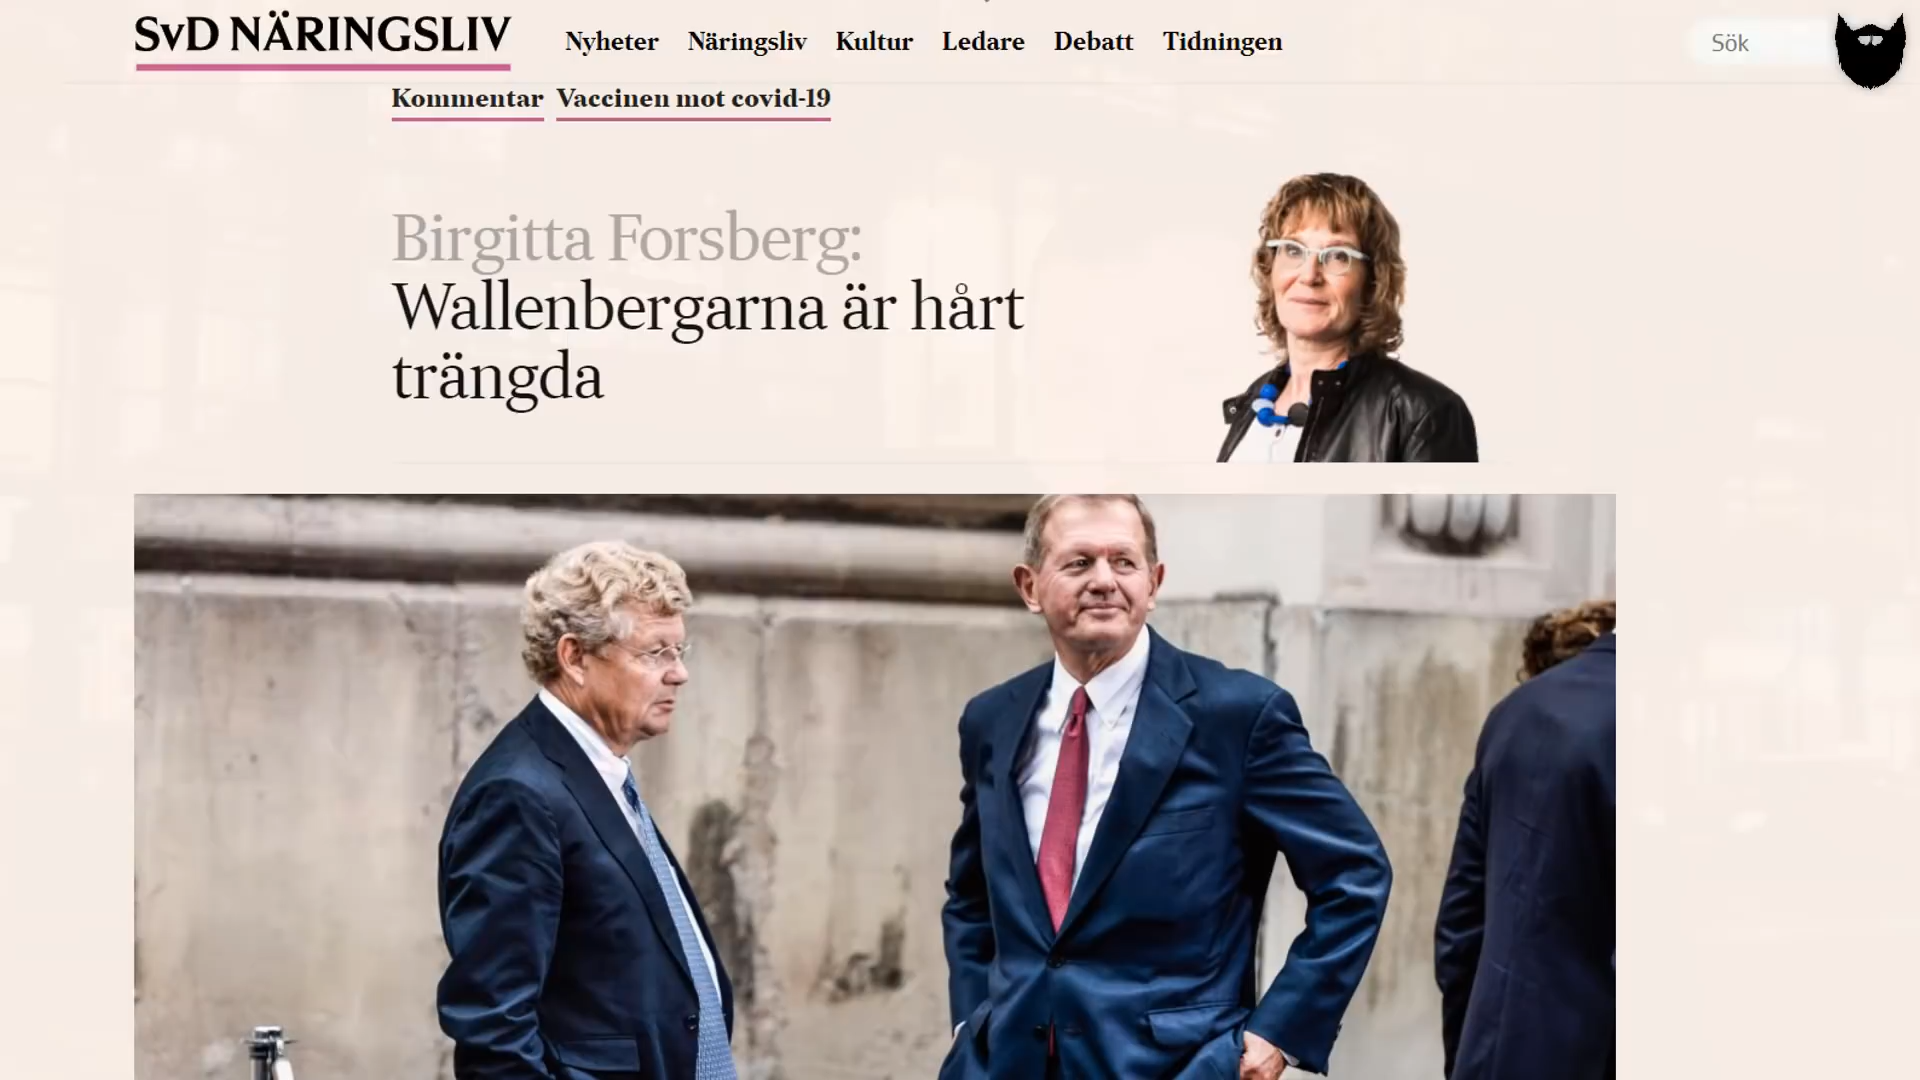 SvD NÄRINGSLIV
Nyheter Näringsliv Kultur Ledare Debatt Tidningen
Sök
Kommentar Vaccinen mot covid-19
Birgitta Forsberg:
Wallenbergarna är hårt
trängda